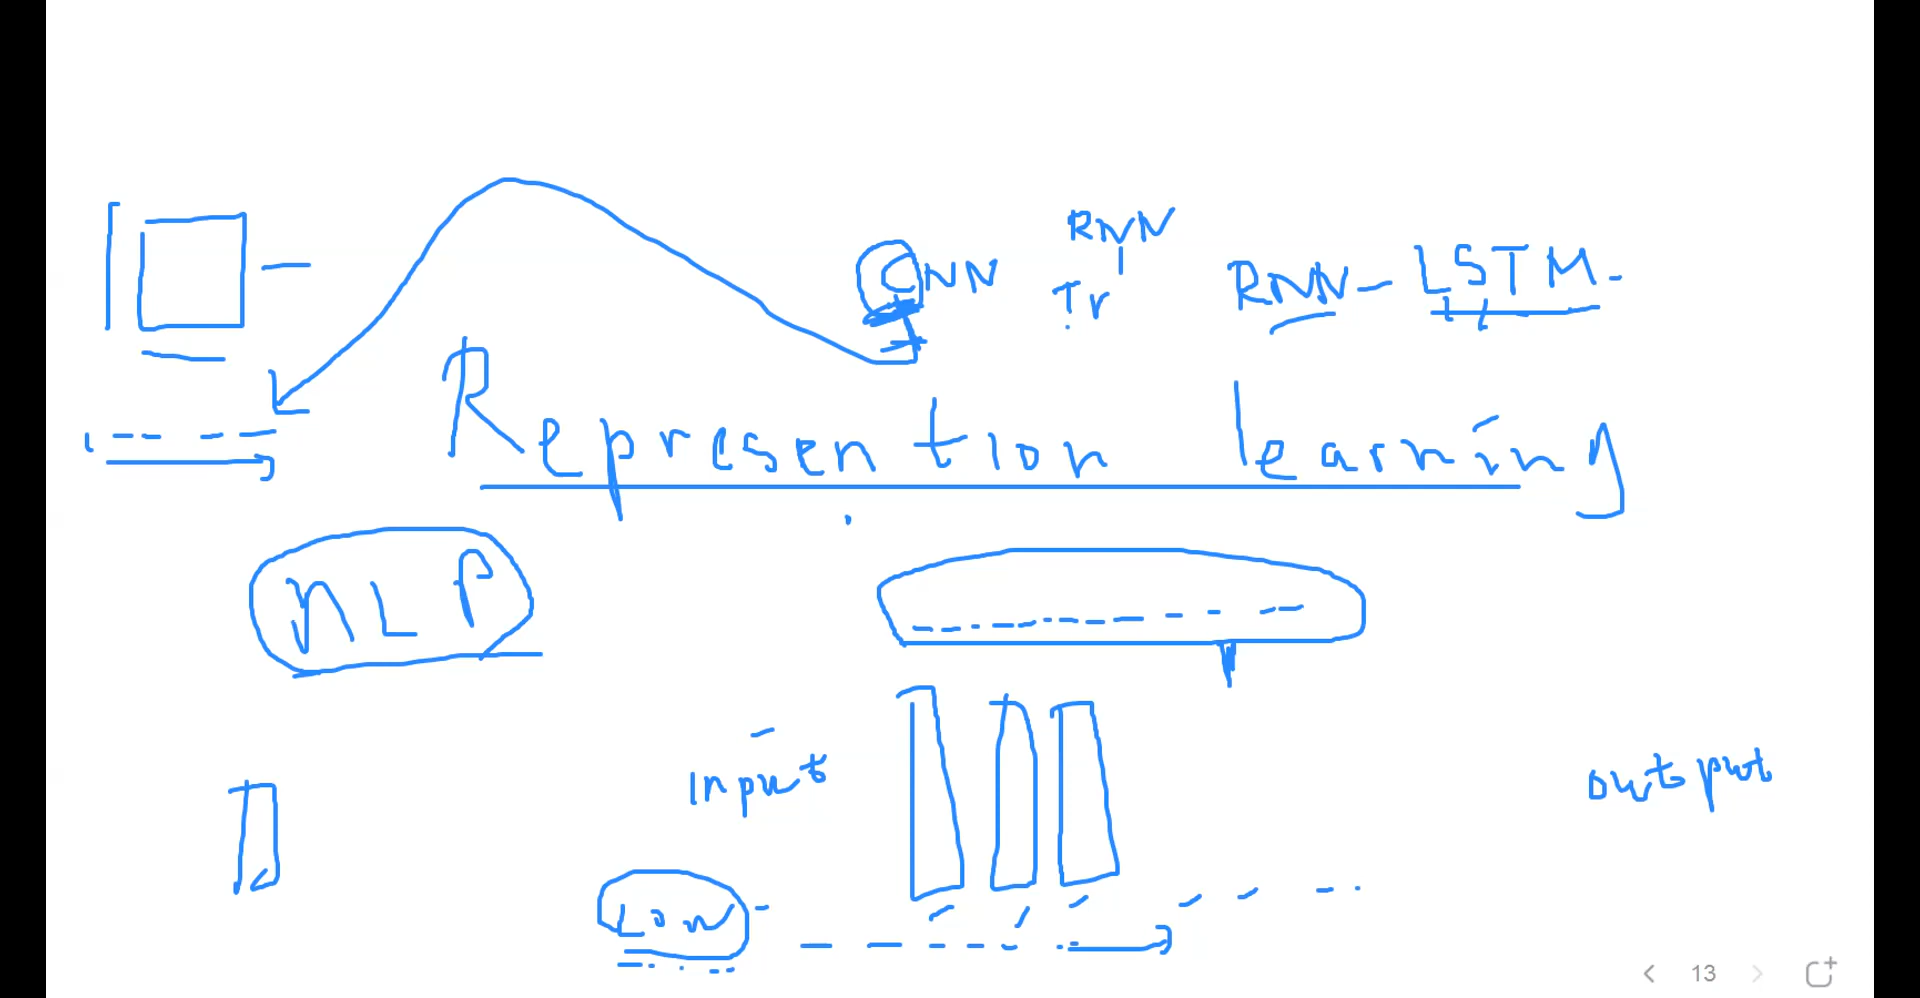 RNN
CNN Tr RNN - LSTM -
Represention learning
NLP
Input output
Low -
13